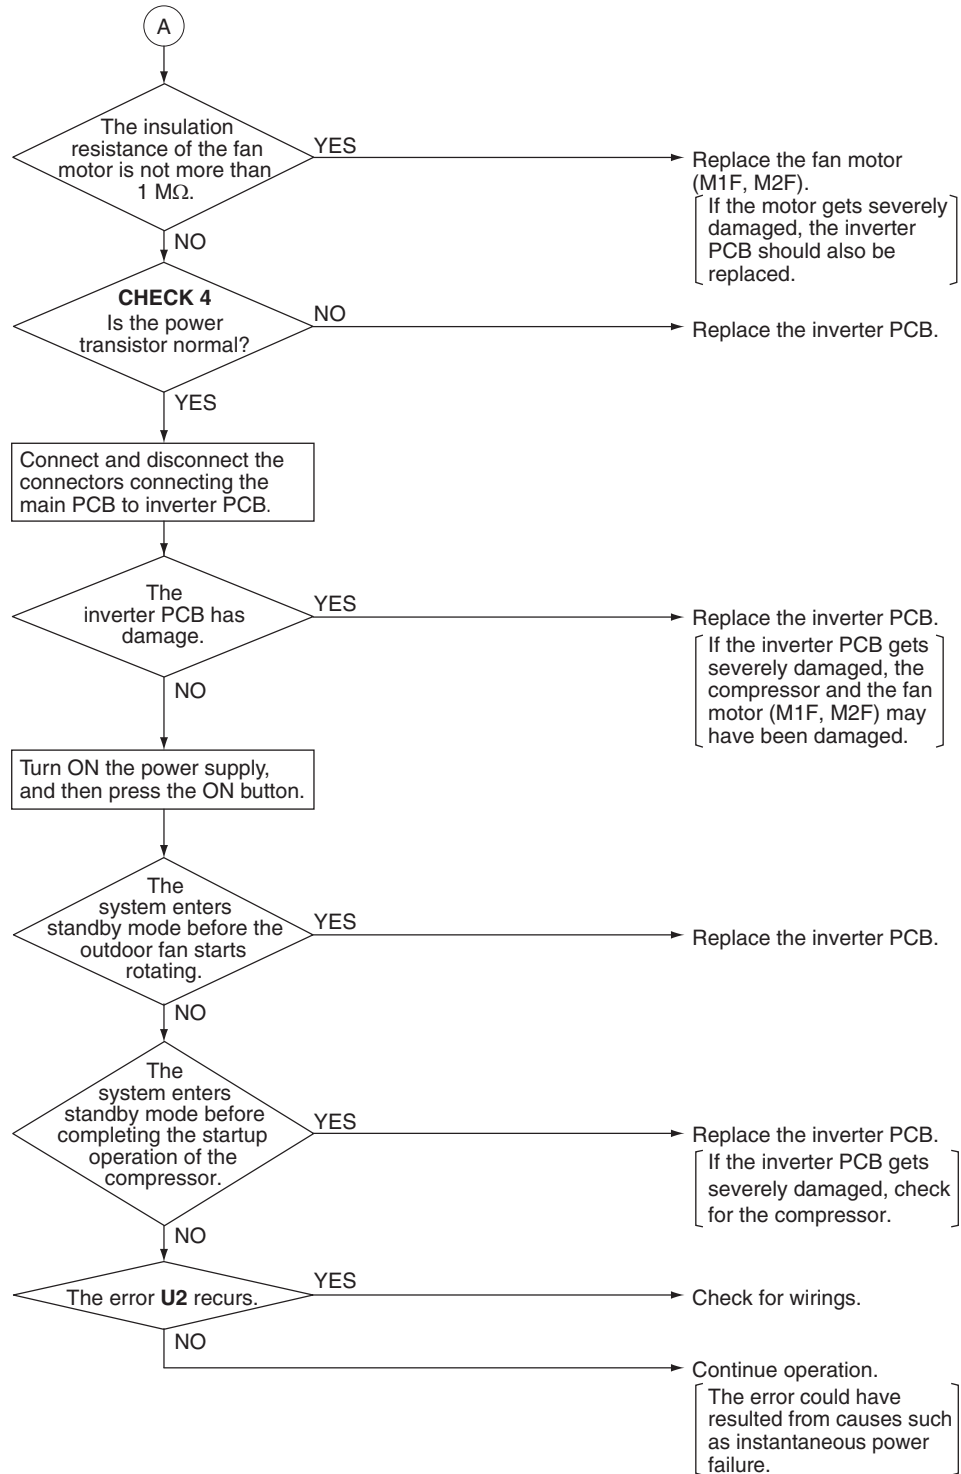 A
The insulation
resistance of the fan
motor is not more than
1 MΩ.
YES
Replace the fan motor
(M1F, M2F).
If the motor gets severely
damaged, the inverter
PCB should also be
replaced.
NO
CHECK 4
Is the power
transistor normal?
NO
Replace the inverter PCB.
YES
Connect and disconnect the
connectors connecting the
main PCB to inverter PCB.
The
inverter PCB has
damage.
YES
Replace the inverter PCB.
If the inverter PCB gets
severely damaged, the
compressor and the fan
motor (M1F, M2F) may
have been damaged.
NO
Turn ON the power supply,
and then press the ON button.
The
system enters
standby mode before the
outdoor fan starts
rotating.
YES
Replace the inverter PCB.
NO
The
system enters
standby mode before
completing the startup
operation of the
compressor.
YES
Replace the inverter PCB.
If the inverter PCB gets
severely damaged, check
for the compressor.
NO
The error U2 recurs.
YES
Check for wirings.
NO
Continue operation.
The error could have
resulted from causes such
as instantaneous power
failure.